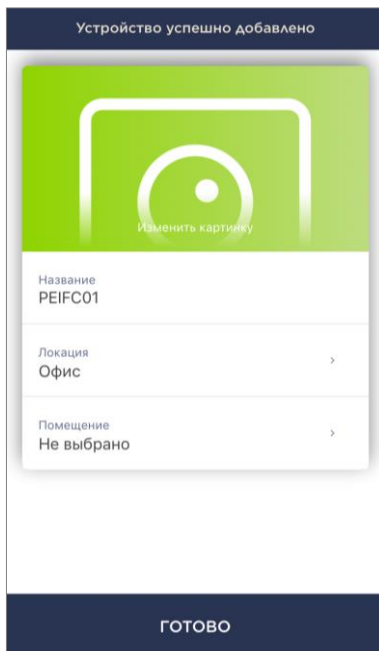 Устройство успешно добавлено
Изменить картинку
Название
PEIFC01
Локация
Офис
Помещение
Не выбрано
ГОТОВО